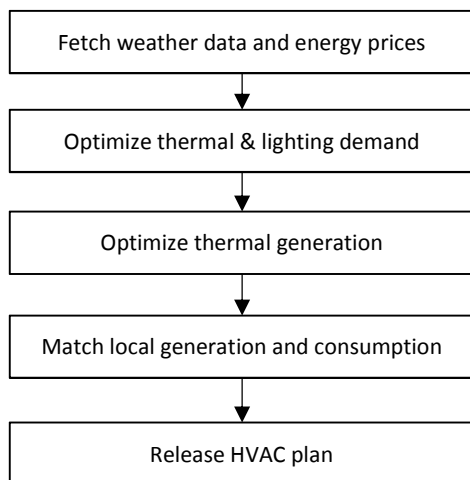 Fetch weather data and energy prices
Optimize thermal & lighting demand
Optimize thermal generation
Match local generation and consumption
Release HVAC plan